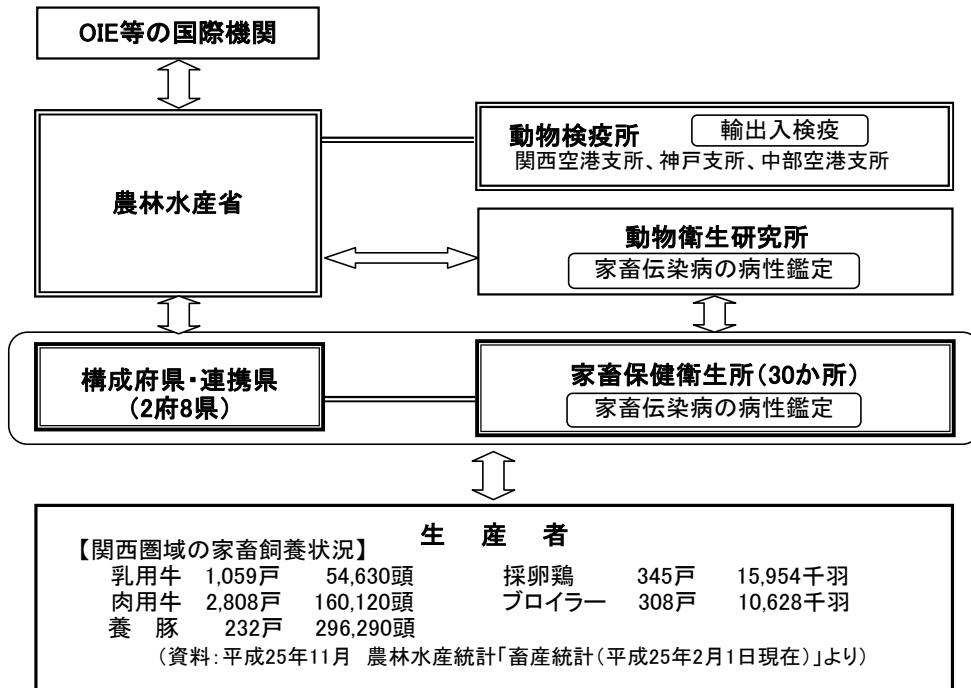 OIE等の国際機関
動物検疫所 輸出入検疫
関西空港支所、神戸支所、中部空港支所
農林水産省
動物衛生研究所
家畜伝染病の病性鑑定
構成府県・連携県
(2府8県)
家畜保健衛生所(30か所)
家畜伝染病の病性鑑定
生 産 者
【関西圏域の家畜飼養状況】
乳用牛 1,059戸 54,630頭 採卵鶏 345戸 15,954千羽
肉用牛 2,808戸 160,120頭 ブロイラー 308戸 10,628千羽
養 豚 232戸 296,290頭
(資料:平成25年11月 農林水産統計「畜産統計(平成25年2月1日現在)」より)